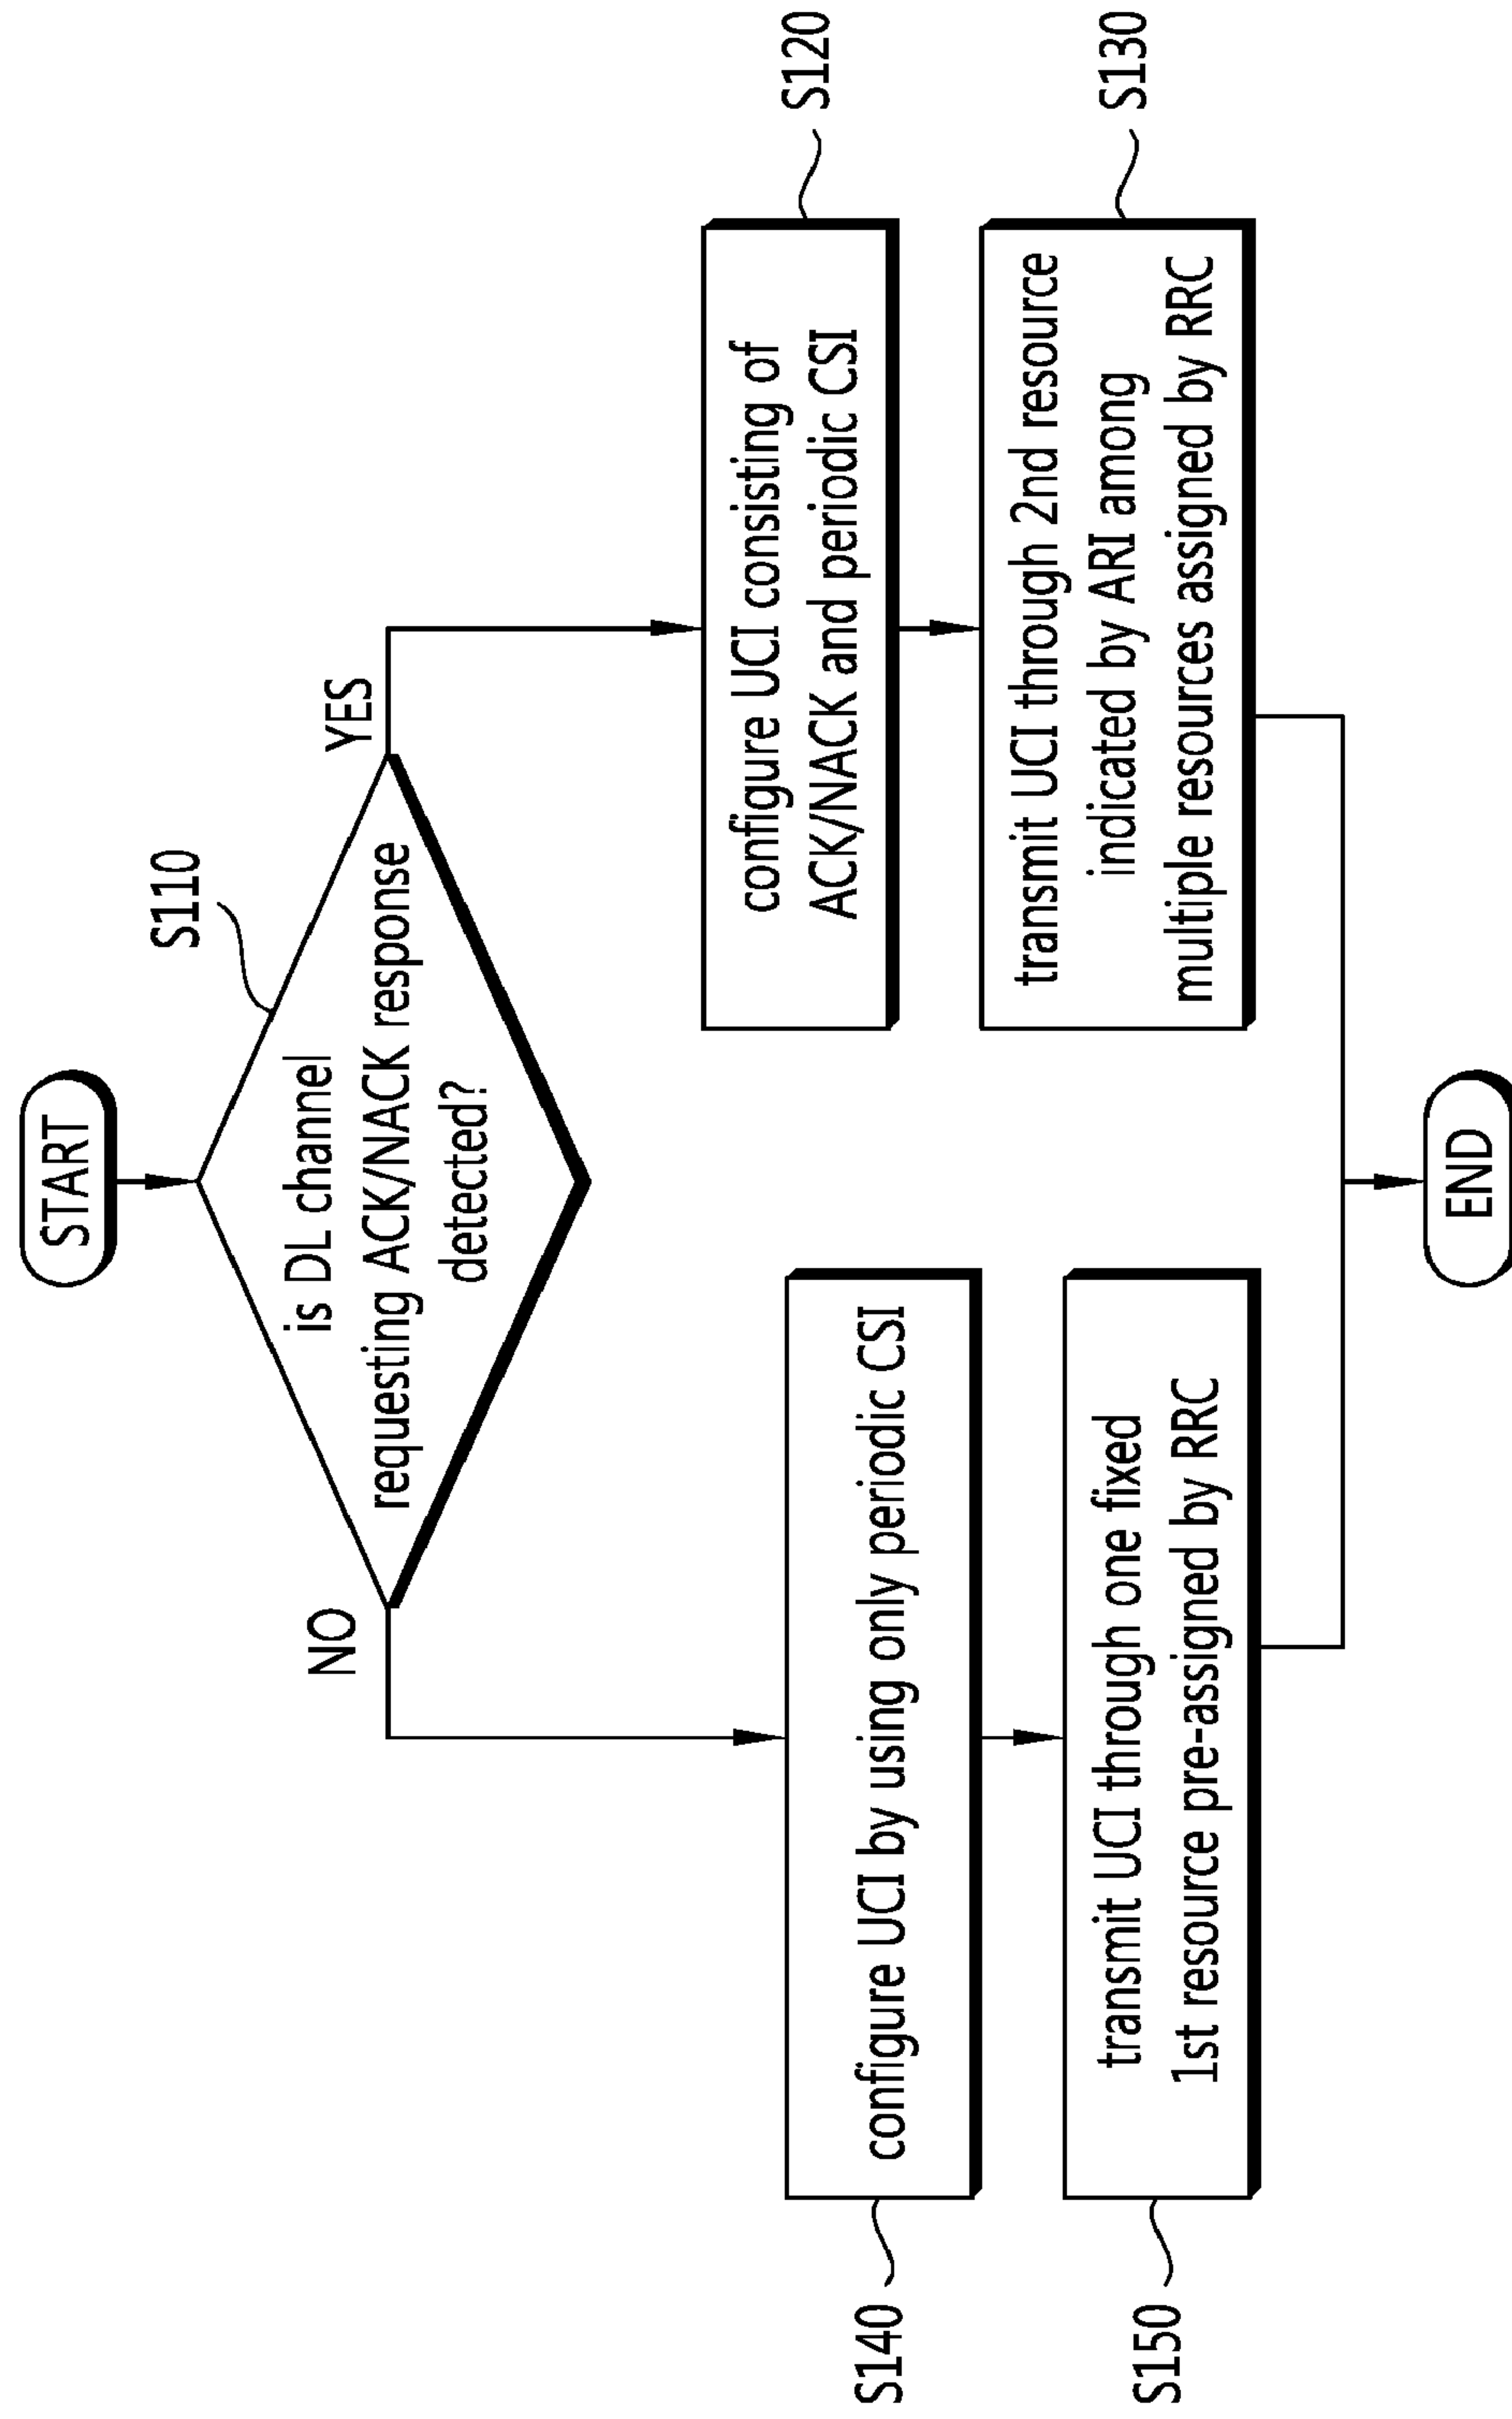 START
S110
is DL channel
requesting ACK/NACK response
detected?
NO
YES
configure UCI consisting of
ACK/NACK and periodic CSI
S120
transmit UCI through 2nd resource
indicated by ARI among
multiple resources assigned by RRC
S130
S140
configure UCI by using only periodic CSI
S150
transmit UCI through one fixed
1st resource pre-assigned by RRC
END